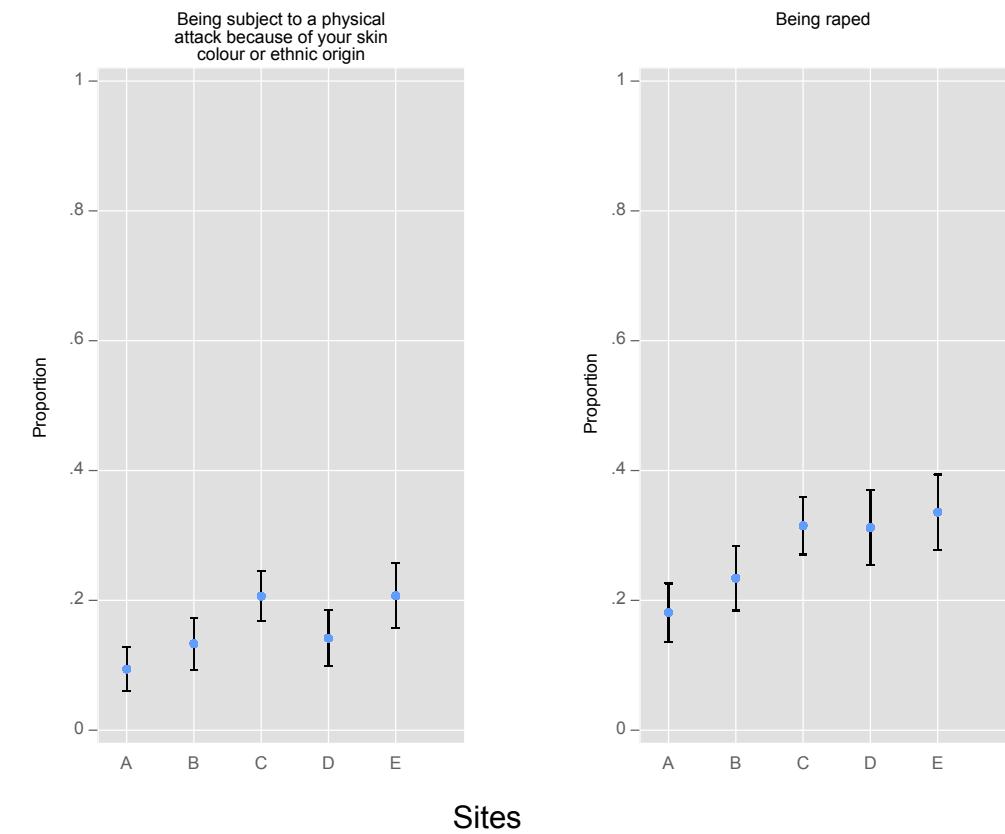 Being subject to a physical
attack because of your skin
colour or ethnic origin
Proportion
1
.8
.6
.4
.2
0
A B C D E
Being raped
Proportion
1
.8
.6
.4
.2
0
A B C D E
Sites